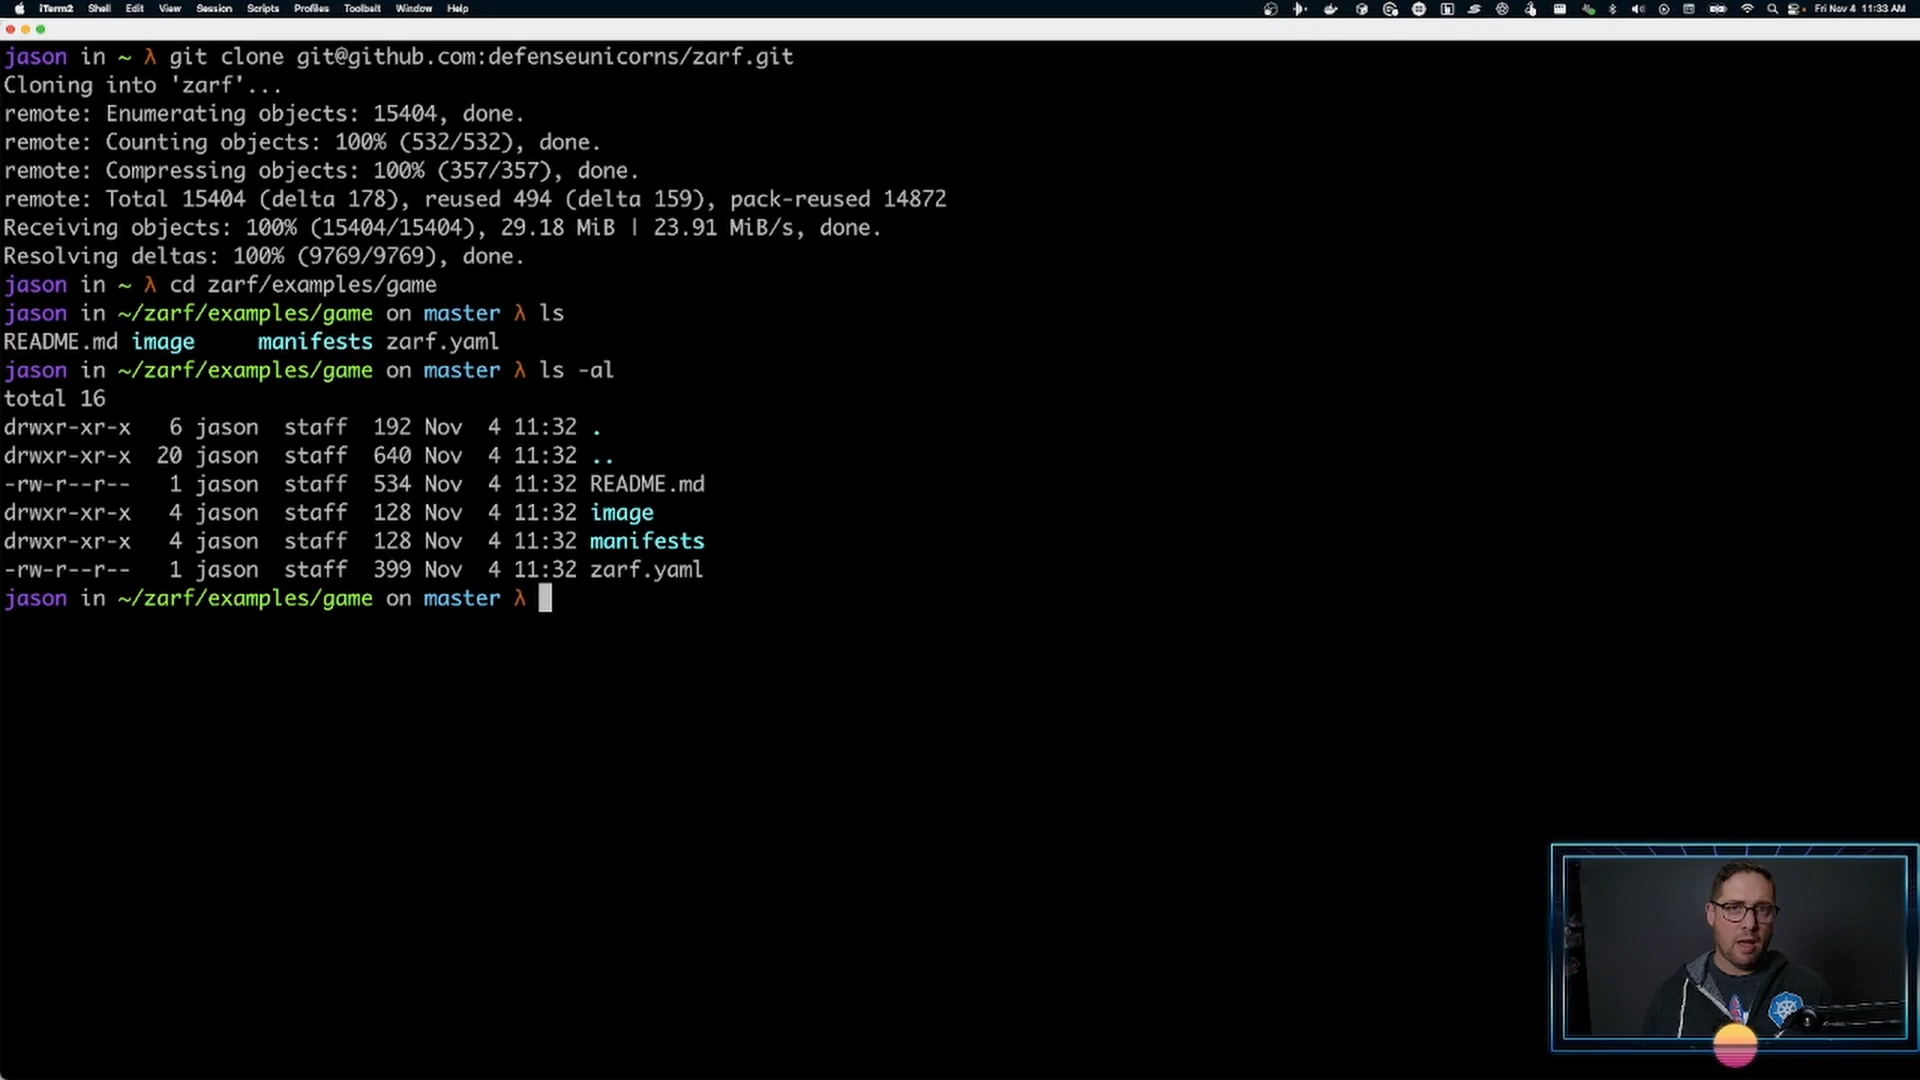 iTerm2 Shell Edit View Session Scripts Profiles Toolbelt Window Help Fri Nov 4 11:33 AM
jason in ~ λ git clone git@github.com:defenseunicorns/zarf.git
Cloning into 'zarf'...
remote: Enumerating objects: 15404, done.
remote: Counting objects: 100% (532/532), done.
remote: Compressing objects: 100% (357/357), done.
remote: Total 15404 (delta 178), reused 494 (delta 159), pack-reused 14872
Receiving objects: 100% (15404/15404), 29.18 MiB | 23.91 MiB/s, done.
Resolving deltas: 100% (9769/9769), done.
jason in ~ λ cd zarf/examples/game
jason in ~/zarf/examples/game on master λ ls
README.md image manifests zarf.yaml
jason in ~/zarf/examples/game on master λ ls -al
total 16
drwxr-xr-x 6 jason staff 192 Nov 4 11:32 .
drwxr-xr-x 20 jason staff 640 Nov 4 11:32 ..
-rw-r--r-- 1 jason staff 534 Nov 4 11:32 README.md
drwxr-xr-x 4 jason staff 128 Nov 4 11:32 image
drwxr-xr-x 4 jason staff 128 Nov 4 11:32 manifests
-rw-r--r-- 1 jason staff 399 Nov 4 11:32 zarf.yaml
jason in ~/zarf/examples/game on master λ